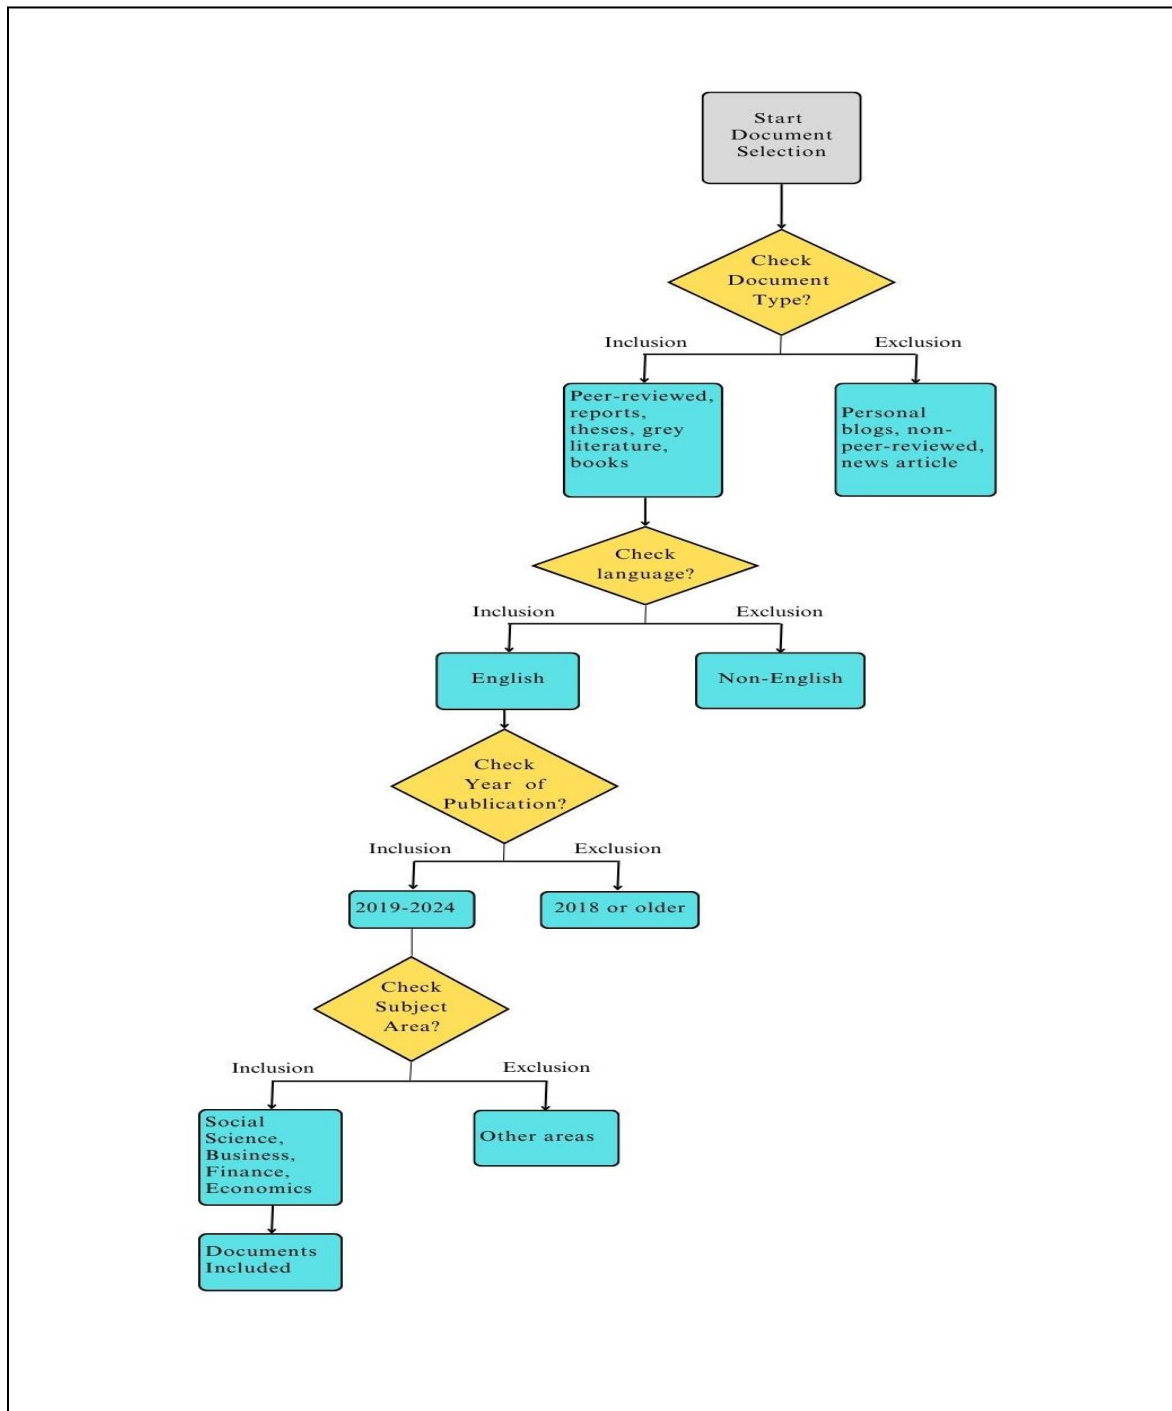 Start
Document
Selection
Check
Document
Type?
Inclusion
Exclusion
Peer-reviewed,
reports,
theses, grey
literature,
books
Personal
blogs, non-
peer-reviewed,
news article
Check
language?
Inclusion
Exclusion
English
Non-English
Check
Year of
Publication?
Inclusion
Exclusion
2019-2024
2018 or older
Check
Subject
Area?
Inclusion
Exclusion
Social
Science,
Business,
Finance,
Economics
Other areas
Documents
Included